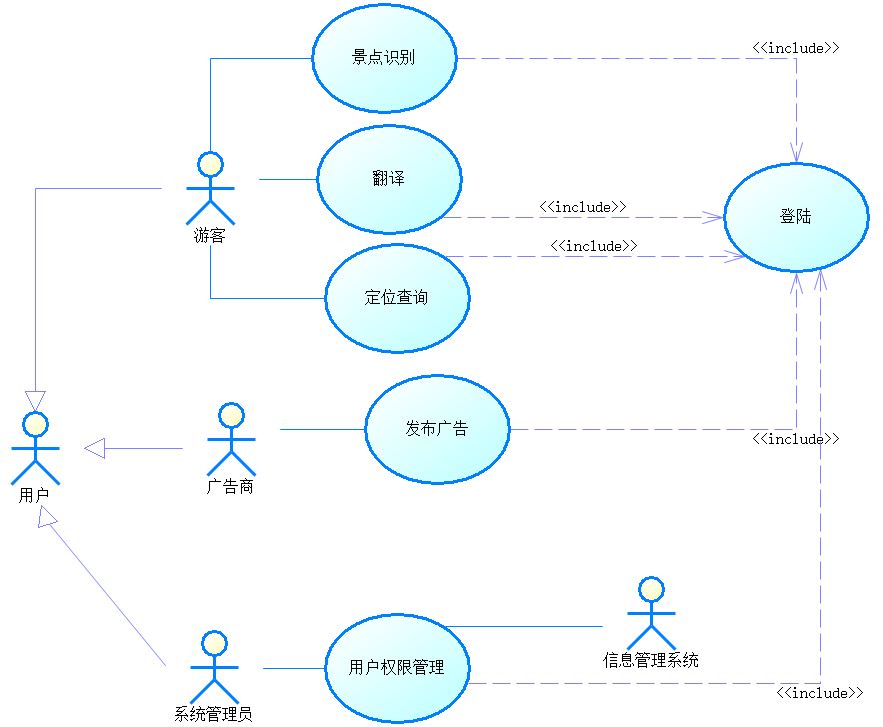 景点识别
<<include>>
翻译
<<include>>
登陆
游客
<<include>>
定位查询
发布广告
<<include>>
广告商
用户
信息管理系统
用户权限管理
<<include>>
系统管理员